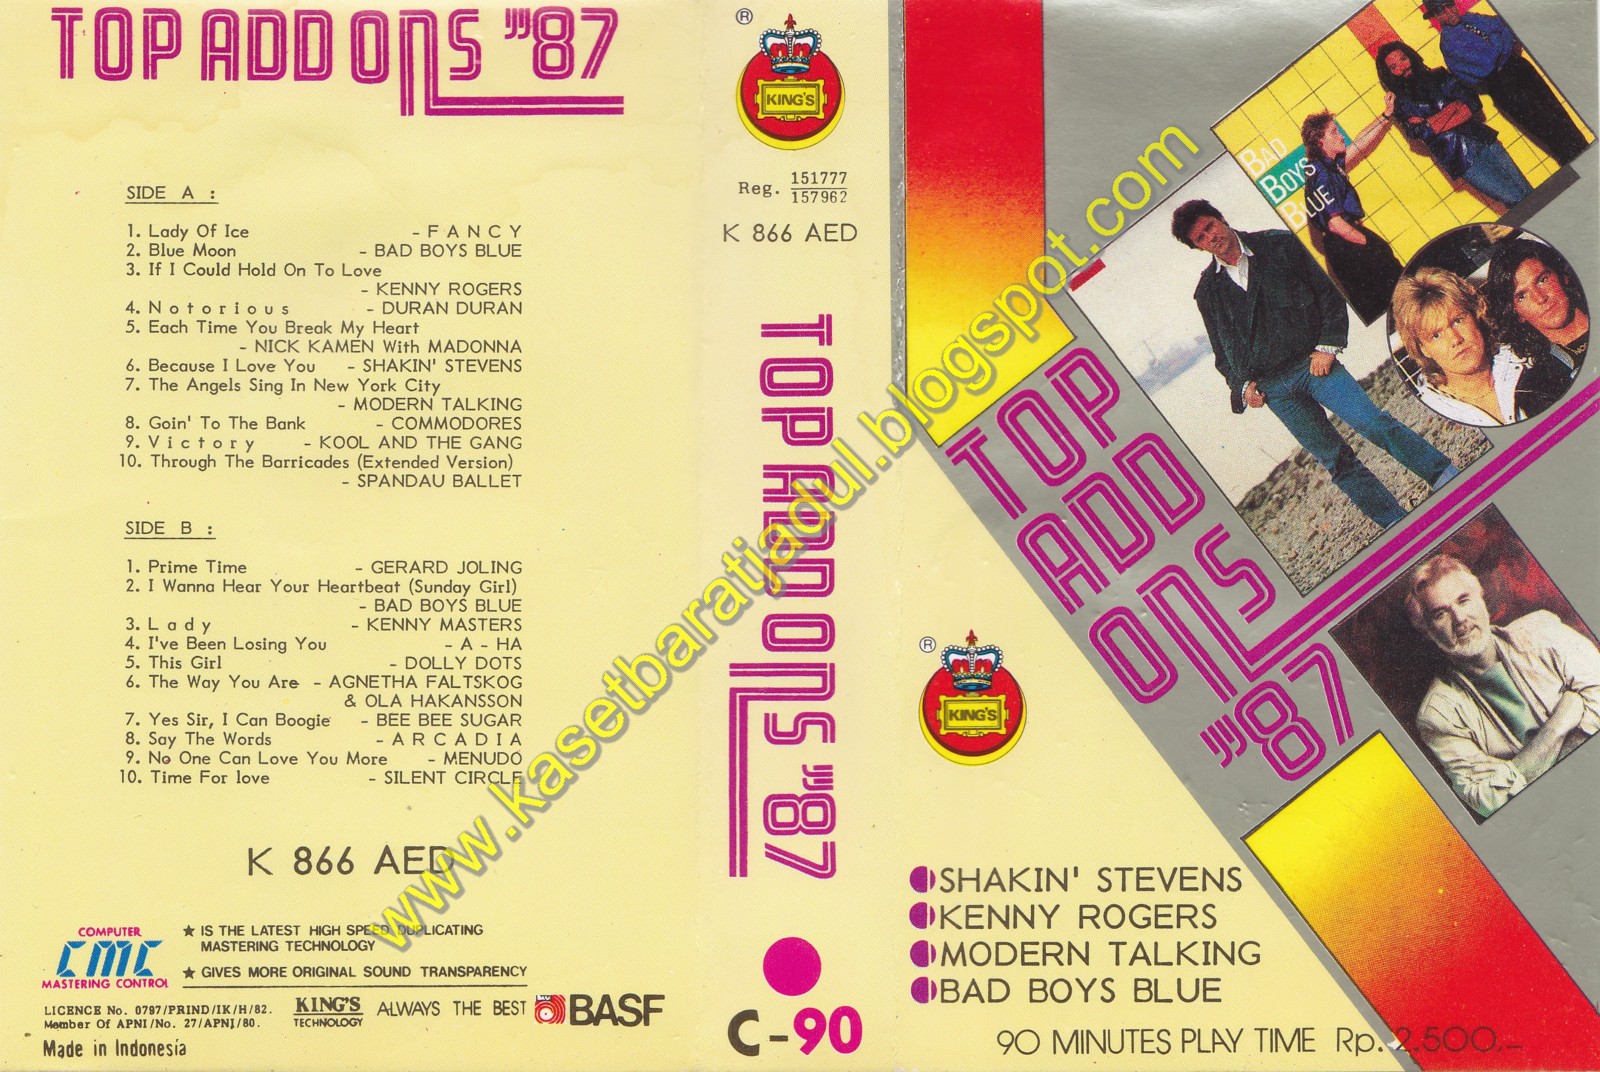 TOP ADD ONS '87
SIDE A :
1. Lady Of Ice - FANCY
2. Blue Moon - BAD BOYS BLUE
3. If I Could Hold On To Love
- KENNY ROGERS
4. Notorious - DURAN DURAN
5. Each Time You Break My Heart
- NICK KAMEN With MADONNA
6. Because I Love You - SHAKIN' STEVENS
7. The Angels Sing In New York City
- MODERN TALKING
8. Goin' To The Bank - COMMODORES
9. Victory - KOOL AND THE GANG
10. Through The Barricades (Extended Version)
- SPANDAU BALLET
SIDE B :
1. Prime Time - GERARD JOLING
2. I Wanna Hear Your Heartbeat (Sunday Girl)
- BAD BOYS BLUE
3. Lady - KENNY MASTERS
4. I've Been Losing You - A - HA
5. This Girl - DOLLY DOTS
6. The Way You Are - AGNETHA FALTSKOG
& OLA HAKANSSON
7. Yes Sir, I Can Boogie - BEE BEE SUGAR
8. Say The Words - ARCADIA
9. No One Can Love You More - MENUDO
10. Time For love - SILENT CIRCLE
K 866 AED
COMPUTER
CMC
MASTERING CONTROL
★ IS THE LATEST HIGH SPEED DUPLICATING
MASTERING TECHNOLOGY
★ GIVES MORE ORIGINAL SOUND TRANSPARENCY
LICENCE No. 0797/PRIND/IK/H/82.
Member Of APNI/No. 27/APNI/80.
Made in Indonesia
KING'S
TECHNOLOGY
ALWAYS THE BEST
BASF
®
KING'S
Reg. 151777
157962
K 866 AED
TOP ADD ONS '87
C-90
BAD
BOYS
BLUE
TOP
ADD
ONS
'87
®
KING'S
SHAKIN' STEVENS
KENNY ROGERS
MODERN TALKING
BAD BOYS BLUE
90 MINUTES PLAY TIME Rp. 2.500,-
www.kasetbaratjadul.blogspot.com